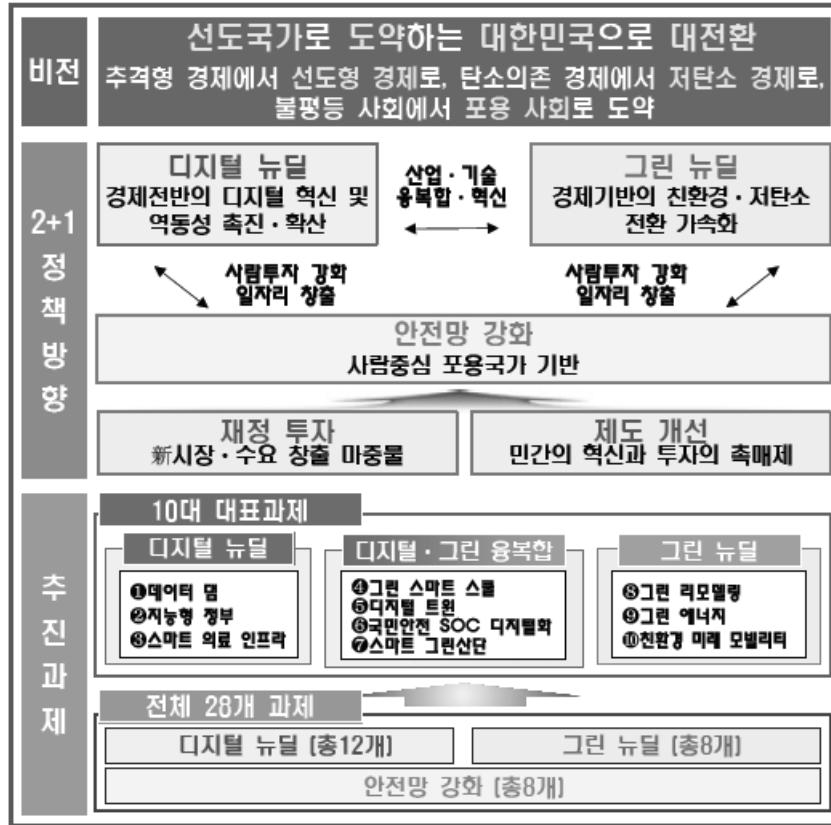 비전
선도국가로 도약하는 대한민국으로 대전환
추격형 경제에서 선도형 경제로, 탄소의존 경제에서 저탄소 경제로,
불평등 사회에서 포용 사회로 도약
2+1
정
책
방
향
디지털 뉴딜
경제전반의 디지털 혁신 및
역동성 촉진·확산
산업·기술
융복합·혁신
그린 뉴딜
경제기반의 친환경·저탄소
전환 가속화
사람투자 강화
일자리 창출
사람투자 강화
일자리 창출
안전망 강화
사람중심 포용국가 기반
재정 투자
新시장·수요 창출 마중물
제도 개선
민간의 혁신과 투자의 촉매제
추
진
과
제
10대 대표과제
디지털 뉴딜
❶데이터 댐
❷지능형 정부
❸스마트 의료 인프라
디지털·그린 융복합
❹그린 스마트 스쿨
❺디지털 트윈
❻국민안전 SOC 디지털화
❼스마트 그린산단
그린 뉴딜
❽그린 리모델링
❾그린 에너지
❿친환경 미래 모빌리티
전체 28개 과제
디지털 뉴딜 (총12개)
그린 뉴딜 (총8개)
안전망 강화 (총8개)